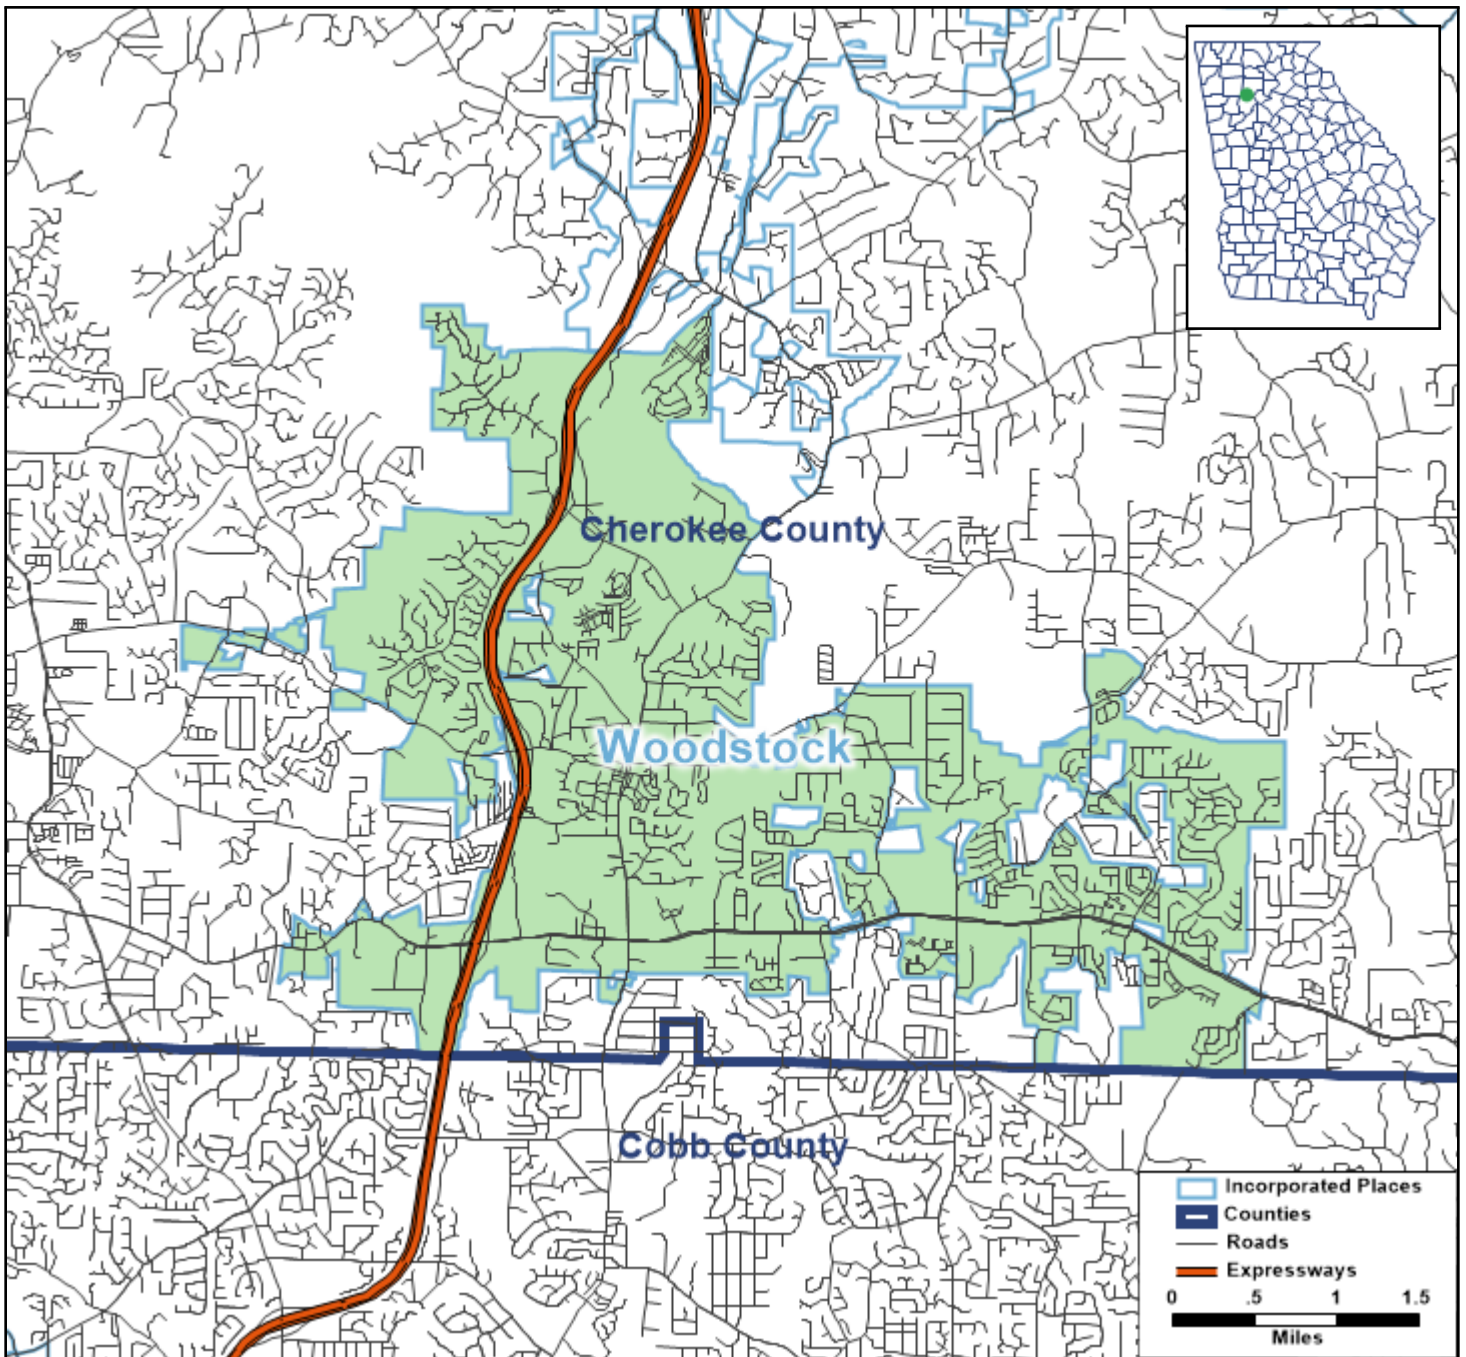 Cherokee County
Woodstock
Cobb County
Incorporated Places
Counties
Roads
Expressways
0 .5 1 1.5
Miles